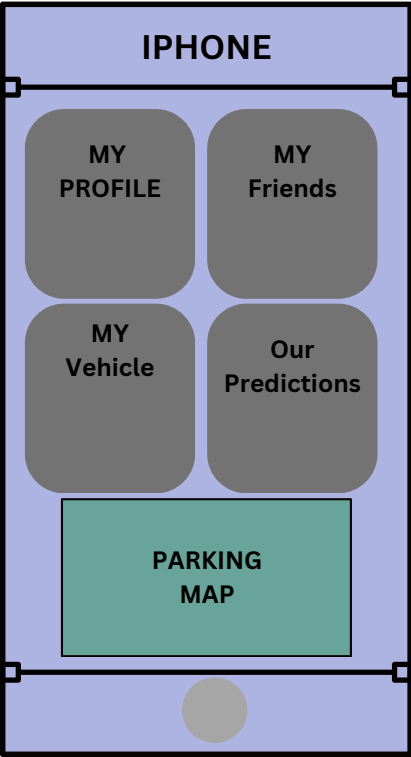 IPHONE
MY
PROFILE
MY
Friends
MY
Vehicle
Our
Predictions
PARKING
MAP